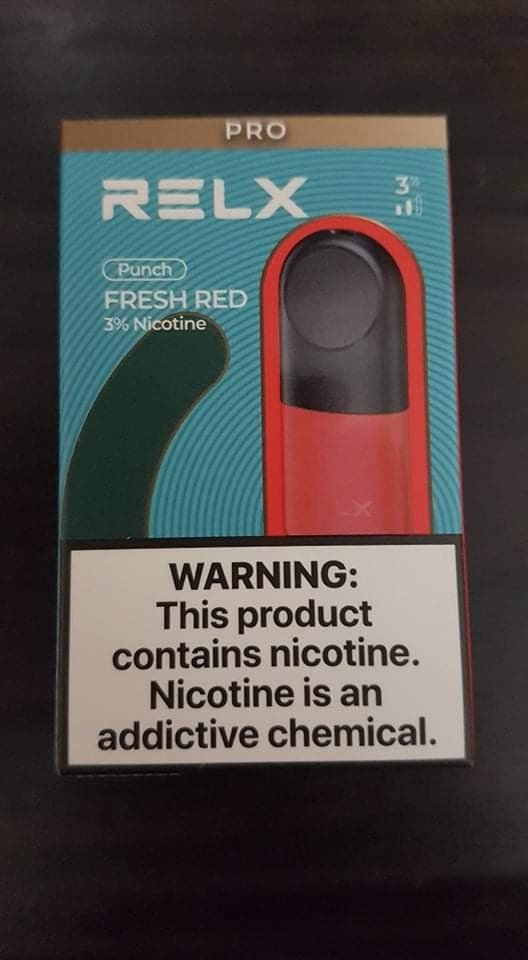 PRO
RELX
3%
Punch
FRESH RED
3% Nicotine
WARNING:
This product
contains nicotine.
Nicotine is an
addictive chemical.